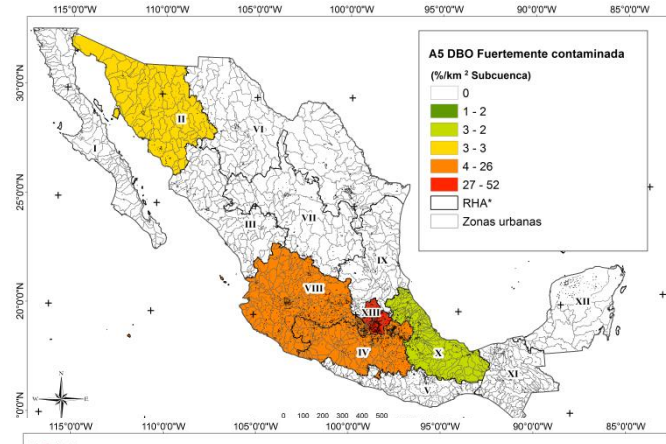 115°0'0"W 110°0'0"W 105°0'0"W 100°0'0"W 95°0'0"W 90°0'0"W 85°0'0"W
A5 DBO Fuertemente contaminada
(%/km ² Subcuenca)
0
1 - 2
3 - 2
3 - 3
4 - 26
27 - 52
RHA*
Zonas urbanas
30°0'0"N
25°0'0"N
20°0'0"N
0'0"N
I
II
VI
III
VII
IX
VIII
XIII
IV
X
V
XI
XII
N
W E
S
0 100 200 300 400 500
115°0'0"W 110°0'0"W 105°0'0"W 100°0'0"W 95°0'0"W 90°0'0"W 85°0'0"W